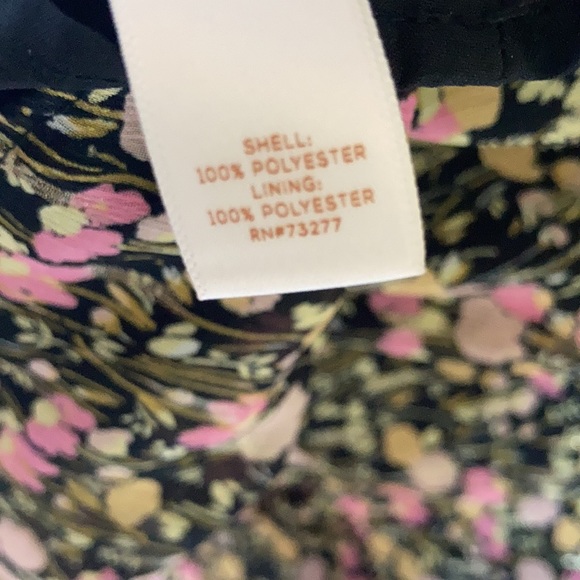 SHELL:
100% POLYESTER
LINING:
100% POLYESTER
RN#73277